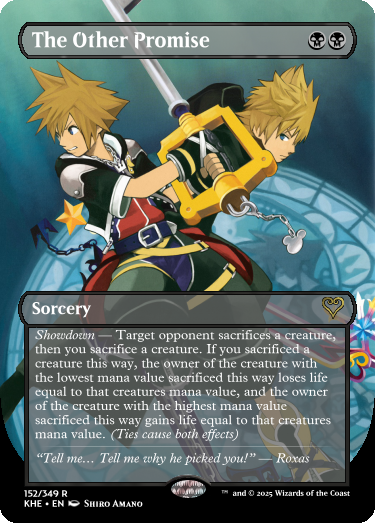 The Other Promise
Sorcery
Showdown — Target opponent sacrifices a creature,
then you sacrifice a creature. If you sacrificed a
creature this way, the owner of the creature with
the lowest mana value sacrificed this way loses life
equal to that creatures mana value, and the owner
of the creature with the highest mana value
sacrificed this way gains life equal to that creatures
mana value. (Ties cause both effects)
“Tell me… Tell me why he picked you!” — Roxas
152/349 R
KHE • EN Shiro Amano
™ and © 2025 Wizards of the Coast